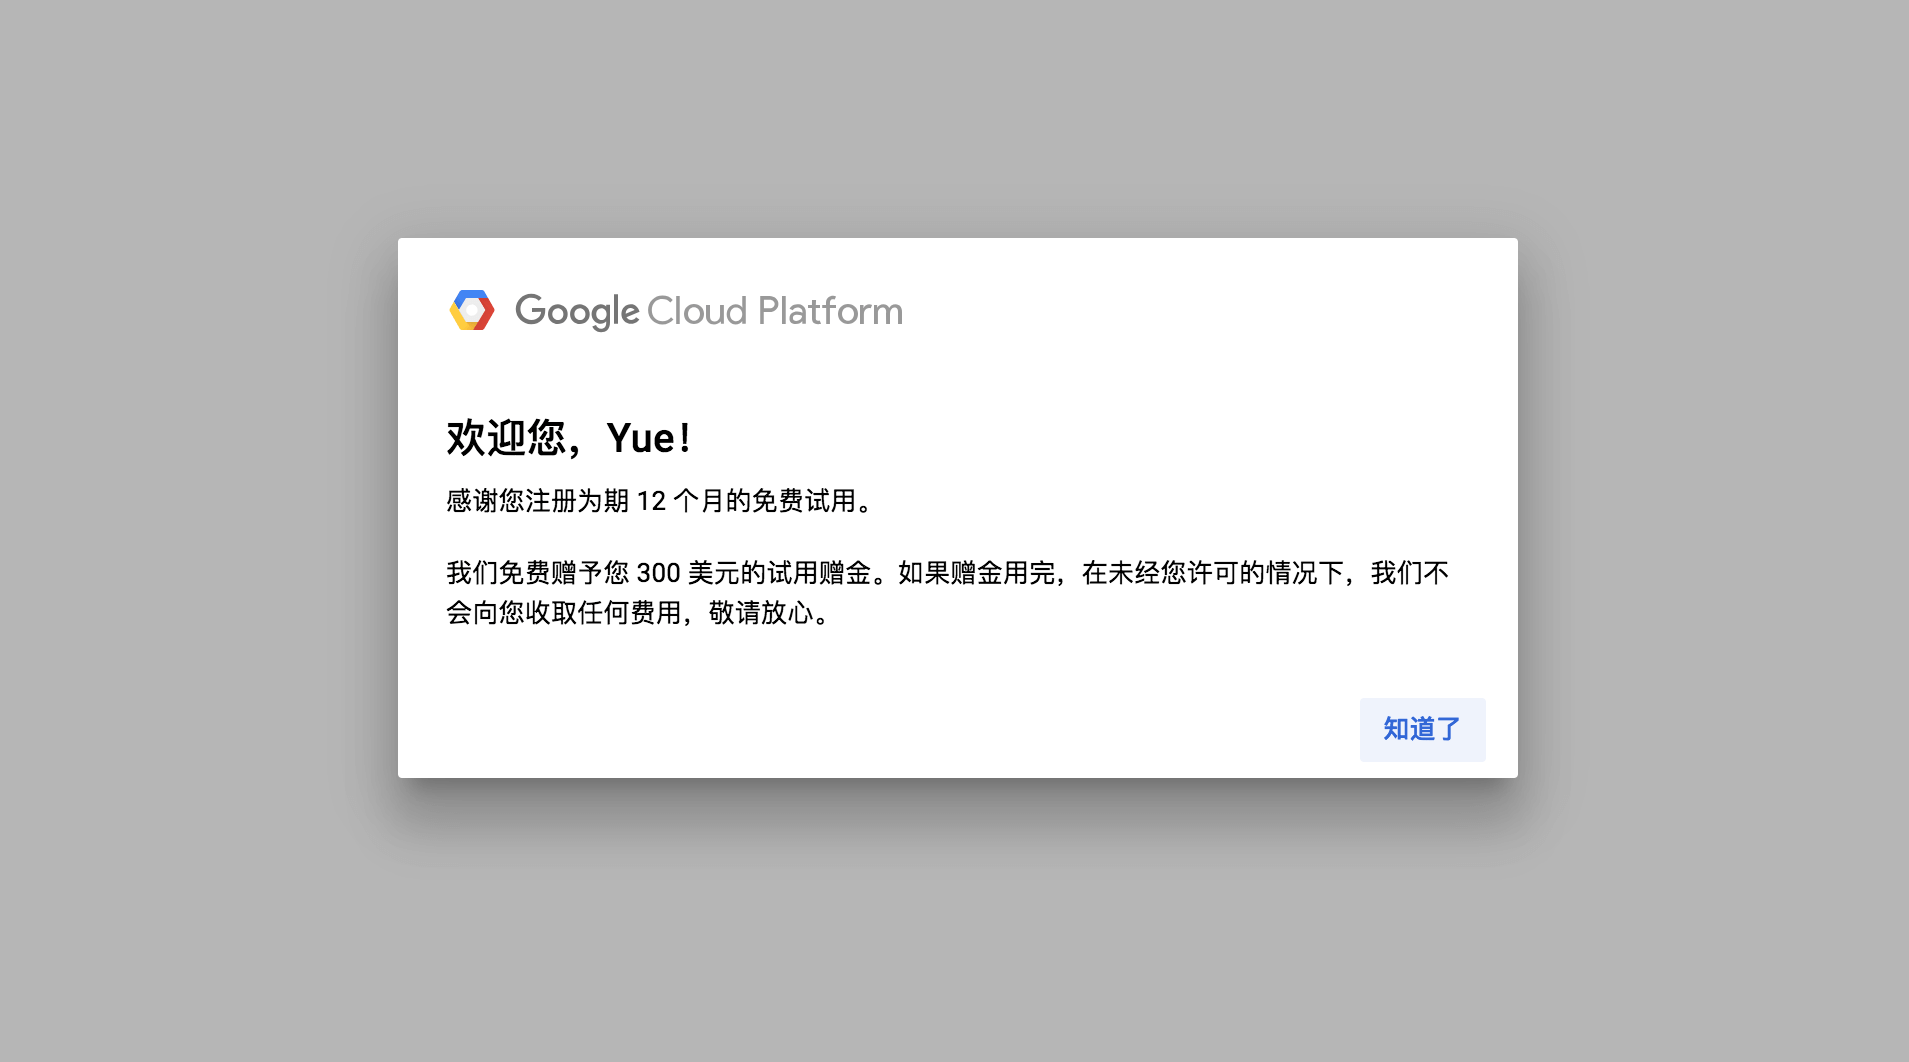 Google Cloud Platform
欢迎您，Yue！
感谢您注册为期 12 个月的免费试用。
我们免费赠予您 300 美元的试用赠金。如果赠金用完，在未经您许可的情况下，我们不
会向您收取任何费用，敬请放心。
知道了